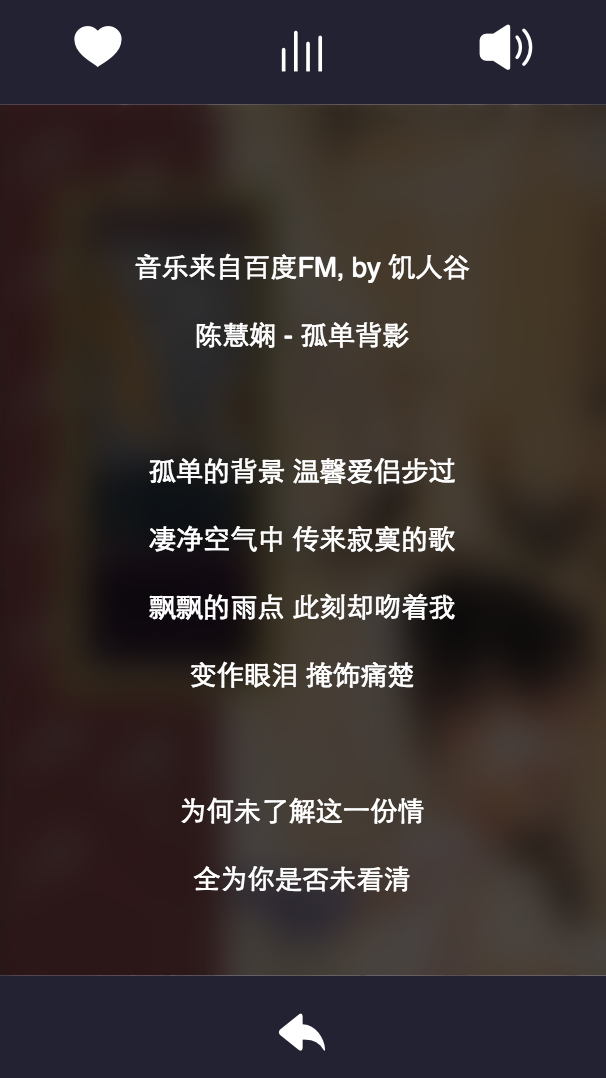 音乐来自百度FM, by 饥人谷
陈慧娴 - 孤单背影
孤单的背景 温馨爱侣步过
凄净空气中 传来寂寞的歌
飘飘的雨点 此刻却吻着我
变作眼泪 掩饰痛楚
为何未了解这一份情
全为你是否未看清